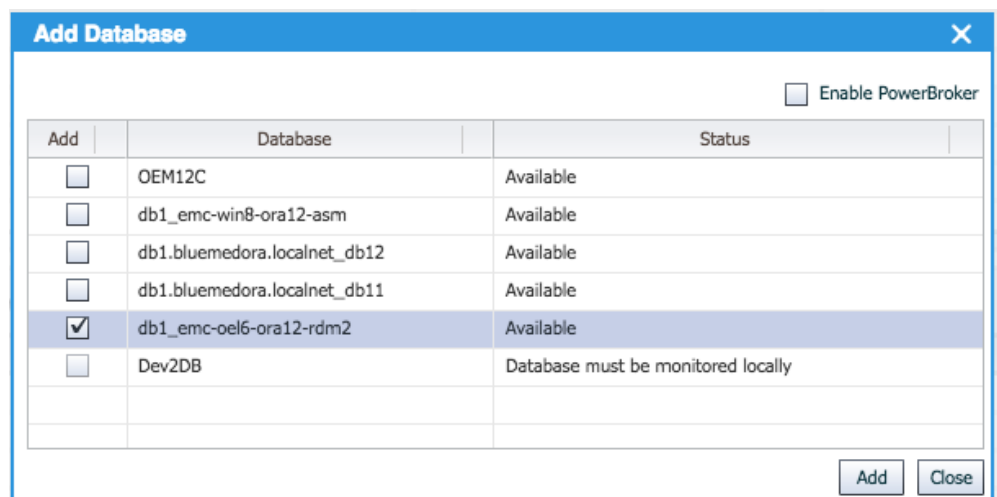 Add Database
Enable PowerBroker
Add Database Status
OEM12C Available
db1_emc-win8-ora12-asm Available
db1.bluemedora.localnet_db12 Available
db1.bluemedora.localnet_db11 Available
db1_emc-oel6-ora12-rdm2 Available
Dev2DB Database must be monitored locally
Add Close